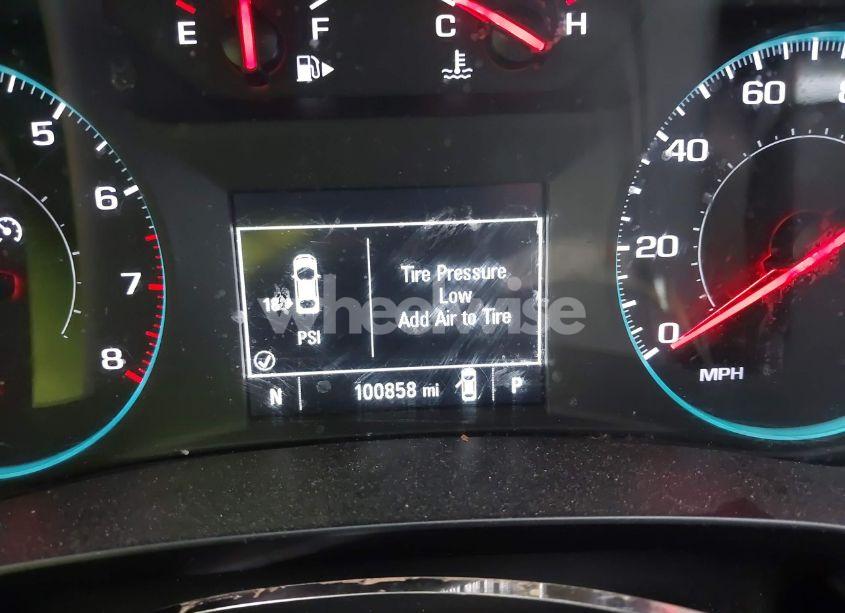 E F C H
5
6
7
8
60
40
20
0
MPH
Tire Pressure
Low
Add Air to Tire
PSI
wheelwise
N 100858 mi P